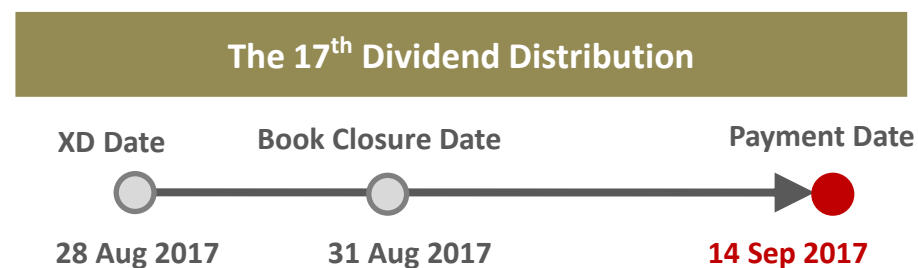 The 17th Dividend Distribution
XD Date
Book Closure Date
Payment Date
28 Aug 2017
31 Aug 2017
14 Sep 2017